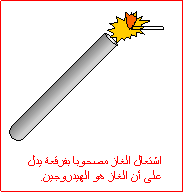 اشتعال الغاز مصحوبا بفرقعة يدل
على أن الغاز هو الهيدروجين.